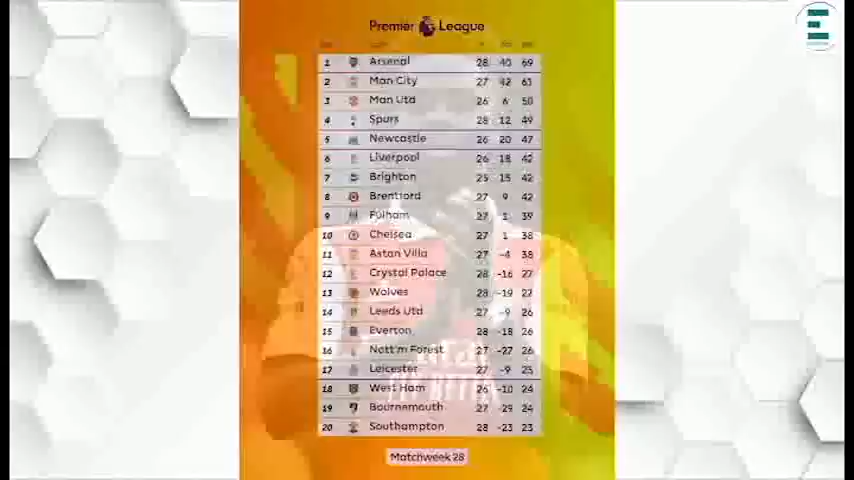 Premier League
1 Arsenal 28 40 69
2 Man City 27 42 61
3 Man Utd 26 6 50
4 Spurs 28 12 49
5 Newcastle 26 20 47
6 Liverpool 26 18 42
7 Brighton 25 15 42
8 Brentford 27 9 42
9 Fulham 27 1 39
10 Chelsea 27 1 38
11 Aston Villa 27 -4 38
12 Crystal Palace 28 -16 27
13 Wolves 28 -19 27
14 Leeds Utd 27 -9 26
15 Everton 28 -18 26
16 Nott'm Forest 27 -27 26
17 Leicester 27 -9 25
18 West Ham 26 -10 24
19 Bournemouth 27 -29 24
20 Southampton 28 -23 23
Matchweek 28